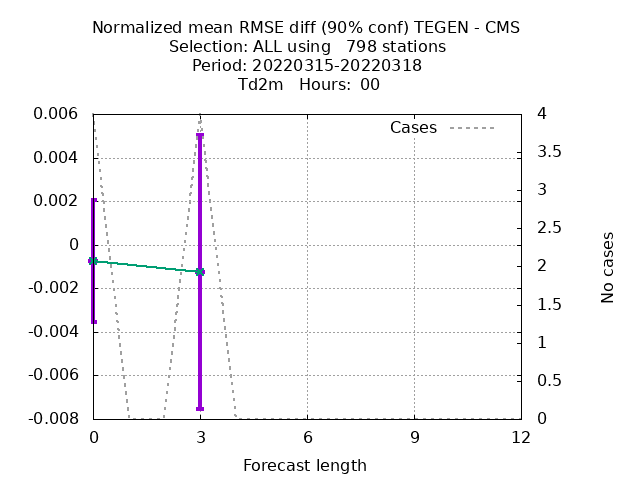 Normalized mean RMSE diff (90% conf) TEGEN - CMS
Selection: ALL using   798 stations
Period: 20220315-20220318
Td2m   Hours:  00
Cases
0.006
0.004
0.002
0
-0.002
-0.004
-0.006
-0.008
4
3.5
3
2.5
2
1.5
1
0.5
0
No cases
0 3 6 9 12
Forecast length